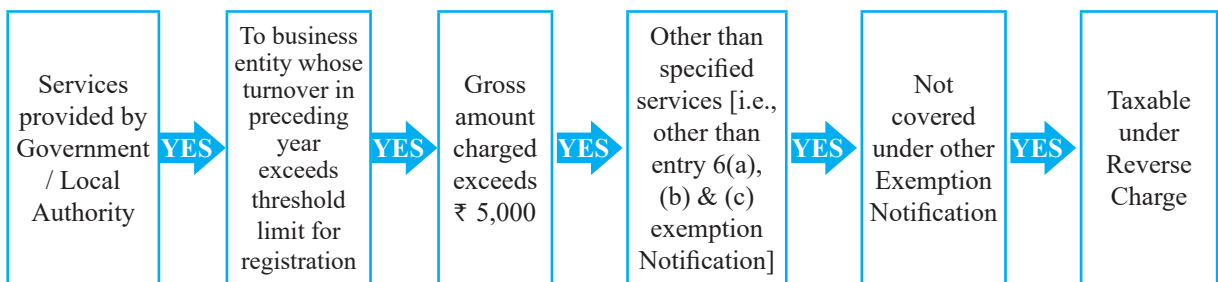 Services
provided by
Government
/ Local
Authority
YES
To business
entity whose
turnover in
preceding
year
exceeds
threshold
limit for
registration
YES
Gross
amount
charged
exceeds
₹ 5,000
YES
Other than
specified
services [i.e.,
other than
entry 6(a),
(b) & (c)
exemption
Notification]
YES
Not
covered
under other
Exemption
Notification
YES
Taxable
under
Reverse
Charge